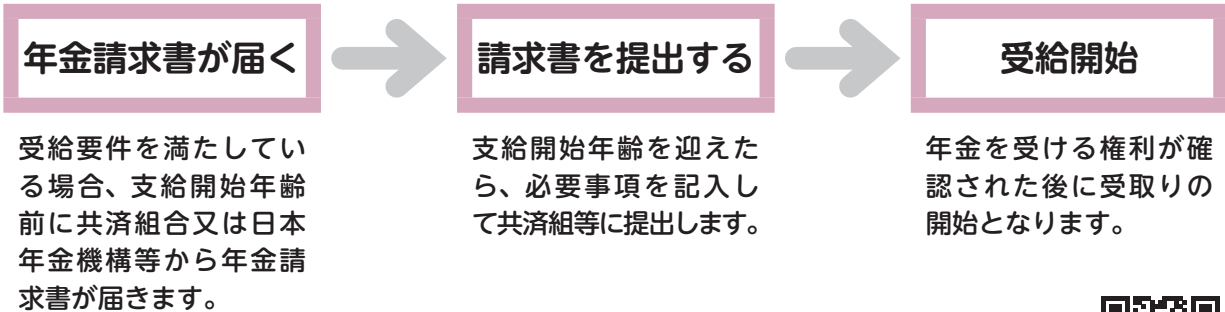 年金請求書が届く
受給要件を満たしてい
る場合、支給開始年齢
前に共済組合又は日本
年金機構等から年金請
求書が届きます。
請求書を提出する
支給開始年齢を迎えた
ら、必要事項を記入し
て共済組等に提出します。
受給開始
年金を受ける権利が確
認された後に受取りの
開始となります。